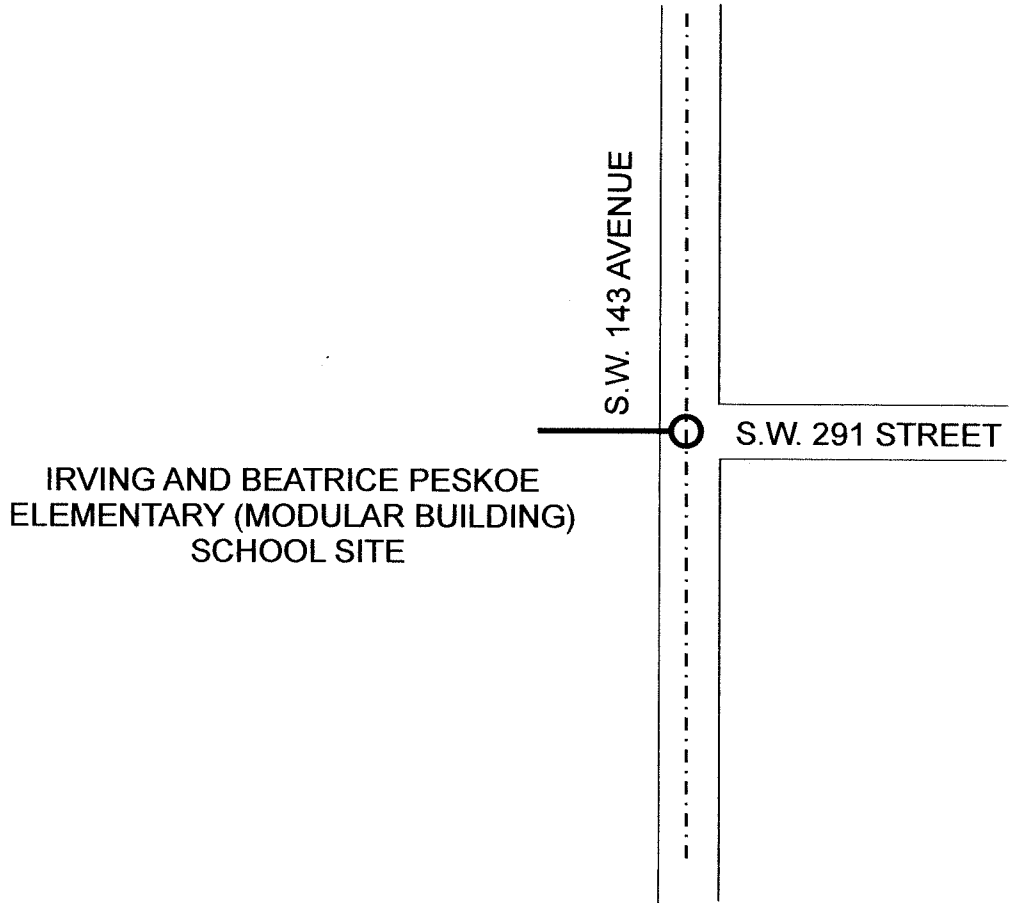 S.W. 143 AVENUE
S.W. 291 STREET
IRVING AND BEATRICE PESKOE
ELEMENTARY (MODULAR BUILDING)
SCHOOL SITE